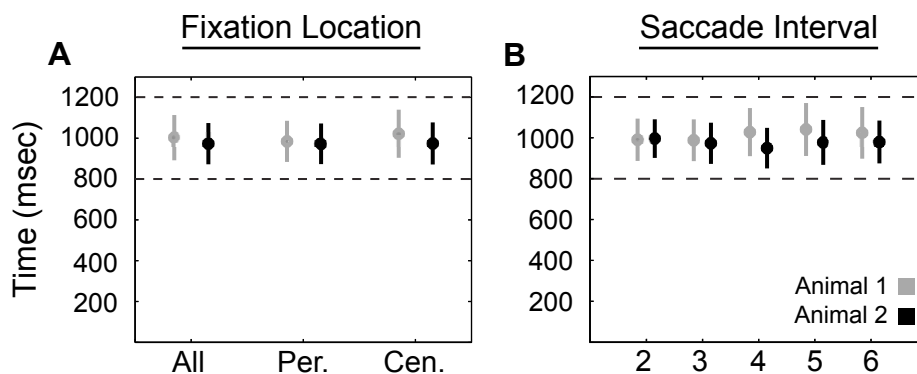 Fixation Location
Saccade Interval
A
B
Time (msec)
1200
1000
800
600
400
200
All Per. Cen.
1200
1000
800
600
400
200
2 3 4 5 6
Animal 1
Animal 2